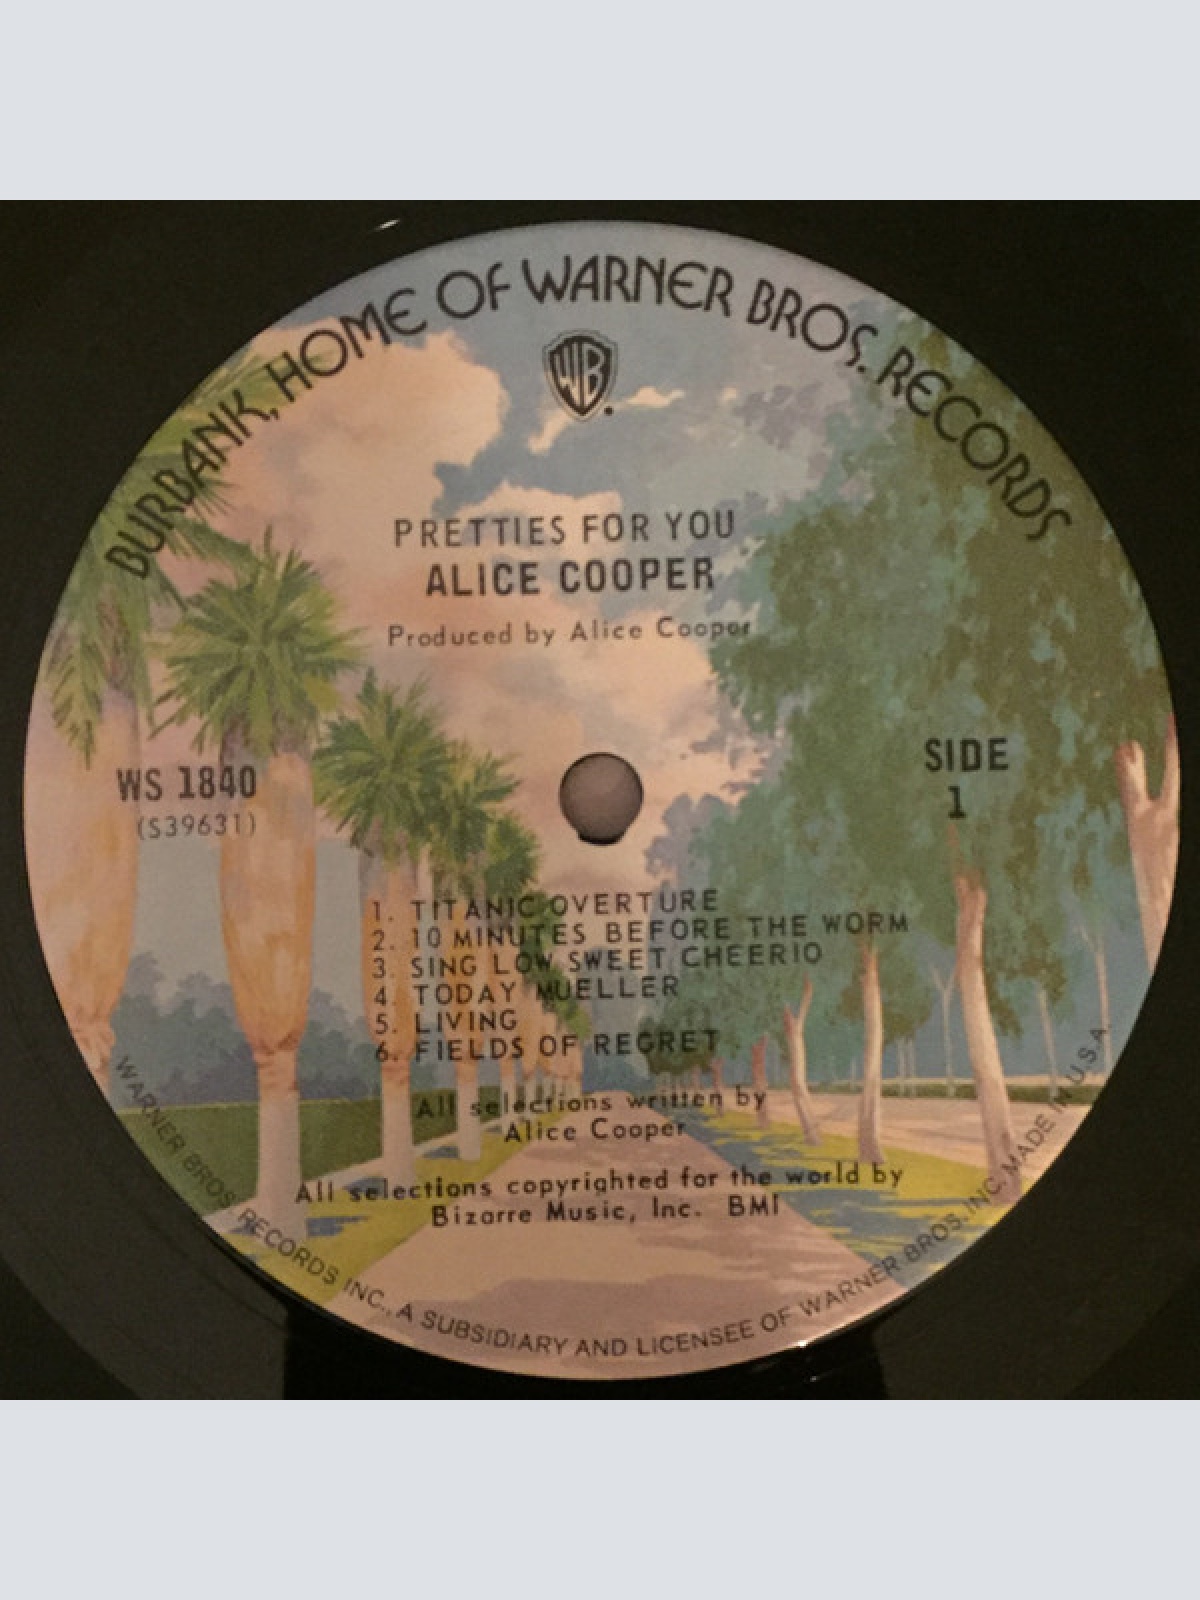 BURBANK, HOME OF WARNER BROS. RECORDS
WB
PRETTIES FOR YOU
ALICE COOPER
Produced by Alice Cooper
WS 1840
(S39631)
SIDE
1
1. TITANIC OVERTURE
2. 10 MINUTES BEFORE THE WORM
3. SING LOW SWEET CHEERIO
4. TODAY MUELLER
5. LIVING
6. FIELDS OF REGRET
All selections written by
Alice Cooper
All selections copyrighted for the world by
Bizarre Music, Inc. BMI
WARNER BROS. RECORDS INC., A SUBSIDIARY AND LICENSEE OF WARNER BROS. INC. MADE IN U.S.A.